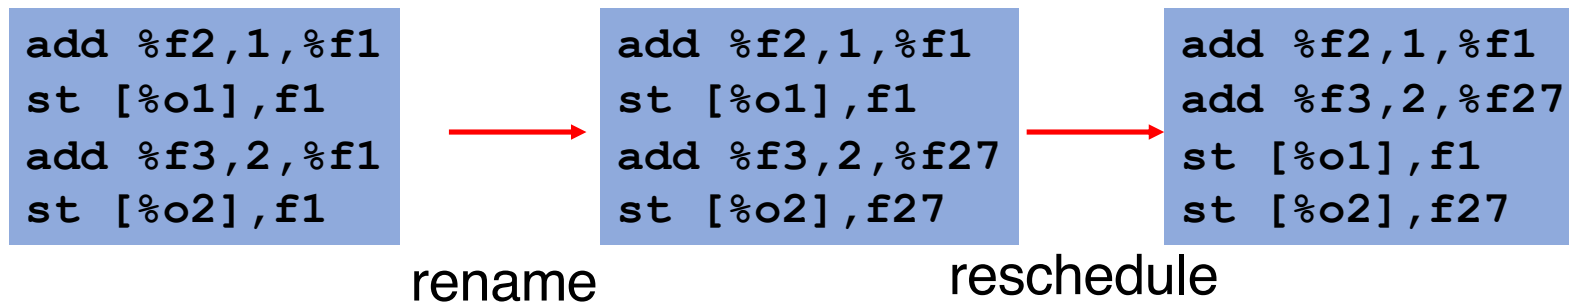 add %f2,1,%f1
st [%o1],f1
add %f3,2,%f1
st [%o2],f1
rename
add %f2,1,%f1
st [%o1],f1
add %f3,2,%f27
st [%o2],f27
reschedule
add %f2,1,%f1
add %f3,2,%f27
st [%o1],f1
st [%o2],f27